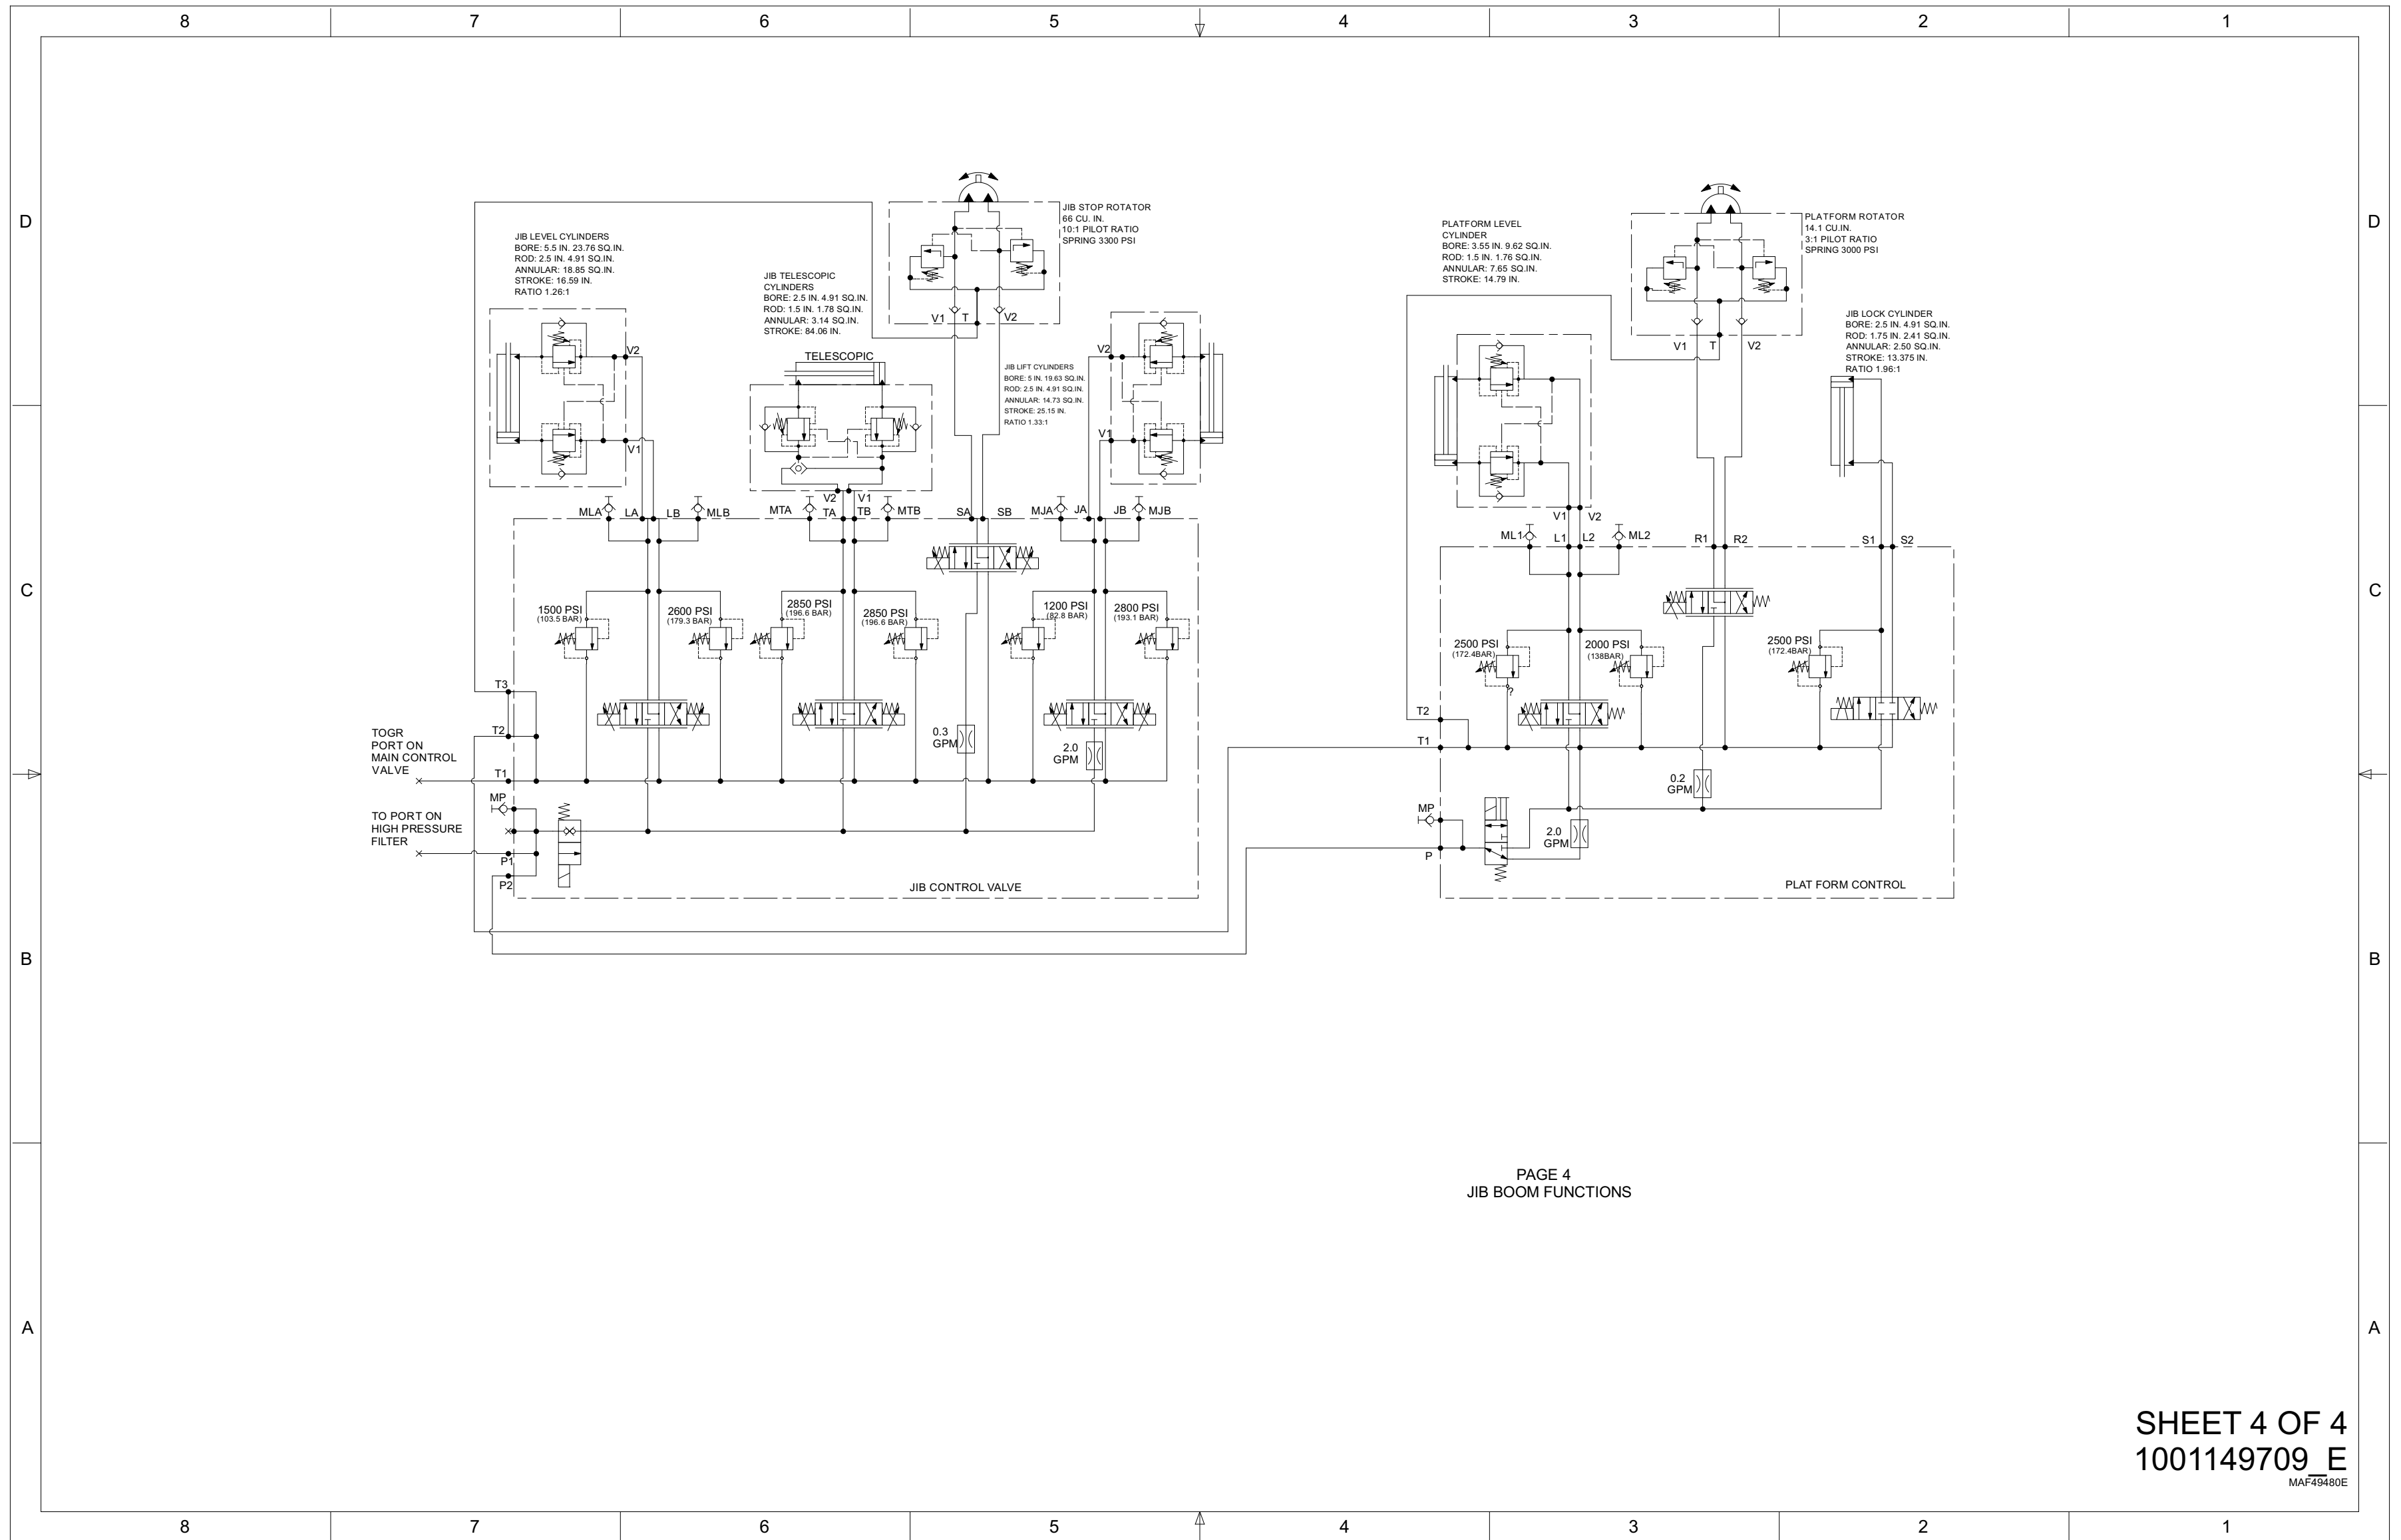 8 7 6 5 4 3 2 1
D
C
B
A
D
C
B
A
JIB LEVEL CYLINDERS
BORE: 5.5 IN. 23.76 SQ.IN.
ROD: 2.5 IN. 4.91 SQ.IN.
ANNULAR: 18.85 SQ.IN.
STROKE: 16.59 IN.
RATIO 1.26:1
V2
V1
JIB TELESCOPIC
CYLINDERS
BORE: 2.5 IN. 4.91 SQ.IN.
ROD: 1.5 IN. 1.78 SQ.IN.
ANNULAR: 3.14 SQ.IN.
STROKE: 84.06 IN.
TELESCOPIC
V2 V1
JIB STOP ROTATOR
66 CU. IN.
10:1 PILOT RATIO
SPRING 3300 PSI
V1 T V2
JIB LIFT CYLINDERS
BORE: 5 IN. 19.63 SQ.IN.
ROD: 2.5 IN. 4.91 SQ.IN.
ANNULAR: 14.73 SQ.IN.
STROKE: 25.15 IN.
RATIO 1.33:1
V2
V1
MLA LA LB MLB MTA TA TB MTB SA SB MJA JA JB MJB
1500 PSI
(103.5 BAR)
2600 PSI
(179.3 BAR)
2850 PSI
(196.6 BAR)
2850 PSI
(196.6 BAR)
1200 PSI
(82.8 BAR)
2800 PSI
(193.1 BAR)
0.3
GPM
2.0
GPM
T3
T2
T1
TOGR
PORT ON
MAIN CONTROL
VALVE
MP
TO PORT ON
HIGH PRESSURE
FILTER
P1
P2
JIB CONTROL VALVE
PLATFORM LEVEL
CYLINDER
BORE: 3.55 IN. 9.62 SQ.IN.
ROD: 1.5 IN. 1.76 SQ.IN.
ANNULAR: 7.65 SQ.IN.
STROKE: 14.79 IN.
PLATFORM ROTATOR
14.1 CU.IN.
3:1 PILOT RATIO
SPRING 3000 PSI
V1 T V2
JIB LOCK CYLINDER
BORE: 2.5 IN. 4.91 SQ.IN.
ROD: 1.75 IN. 2.41 SQ.IN.
ANNULAR: 2.50 SQ.IN.
STROKE: 13.375 IN.
RATIO 1.96:1
V1 V2
ML1 L1 L2 ML2 R1 R2 S1 S2
2500 PSI
(172.4BAR)
?
2000 PSI
(138BAR)
2500 PSI
(172.4BAR)
T2
T1
0.2
GPM
MP
2.0
GPM
P
PLAT FORM CONTROL
PAGE 4
JIB BOOM FUNCTIONS
SHEET 4 OF 4
1001149709_E
MAF49480E
8 7 6 5 4 3 2 1